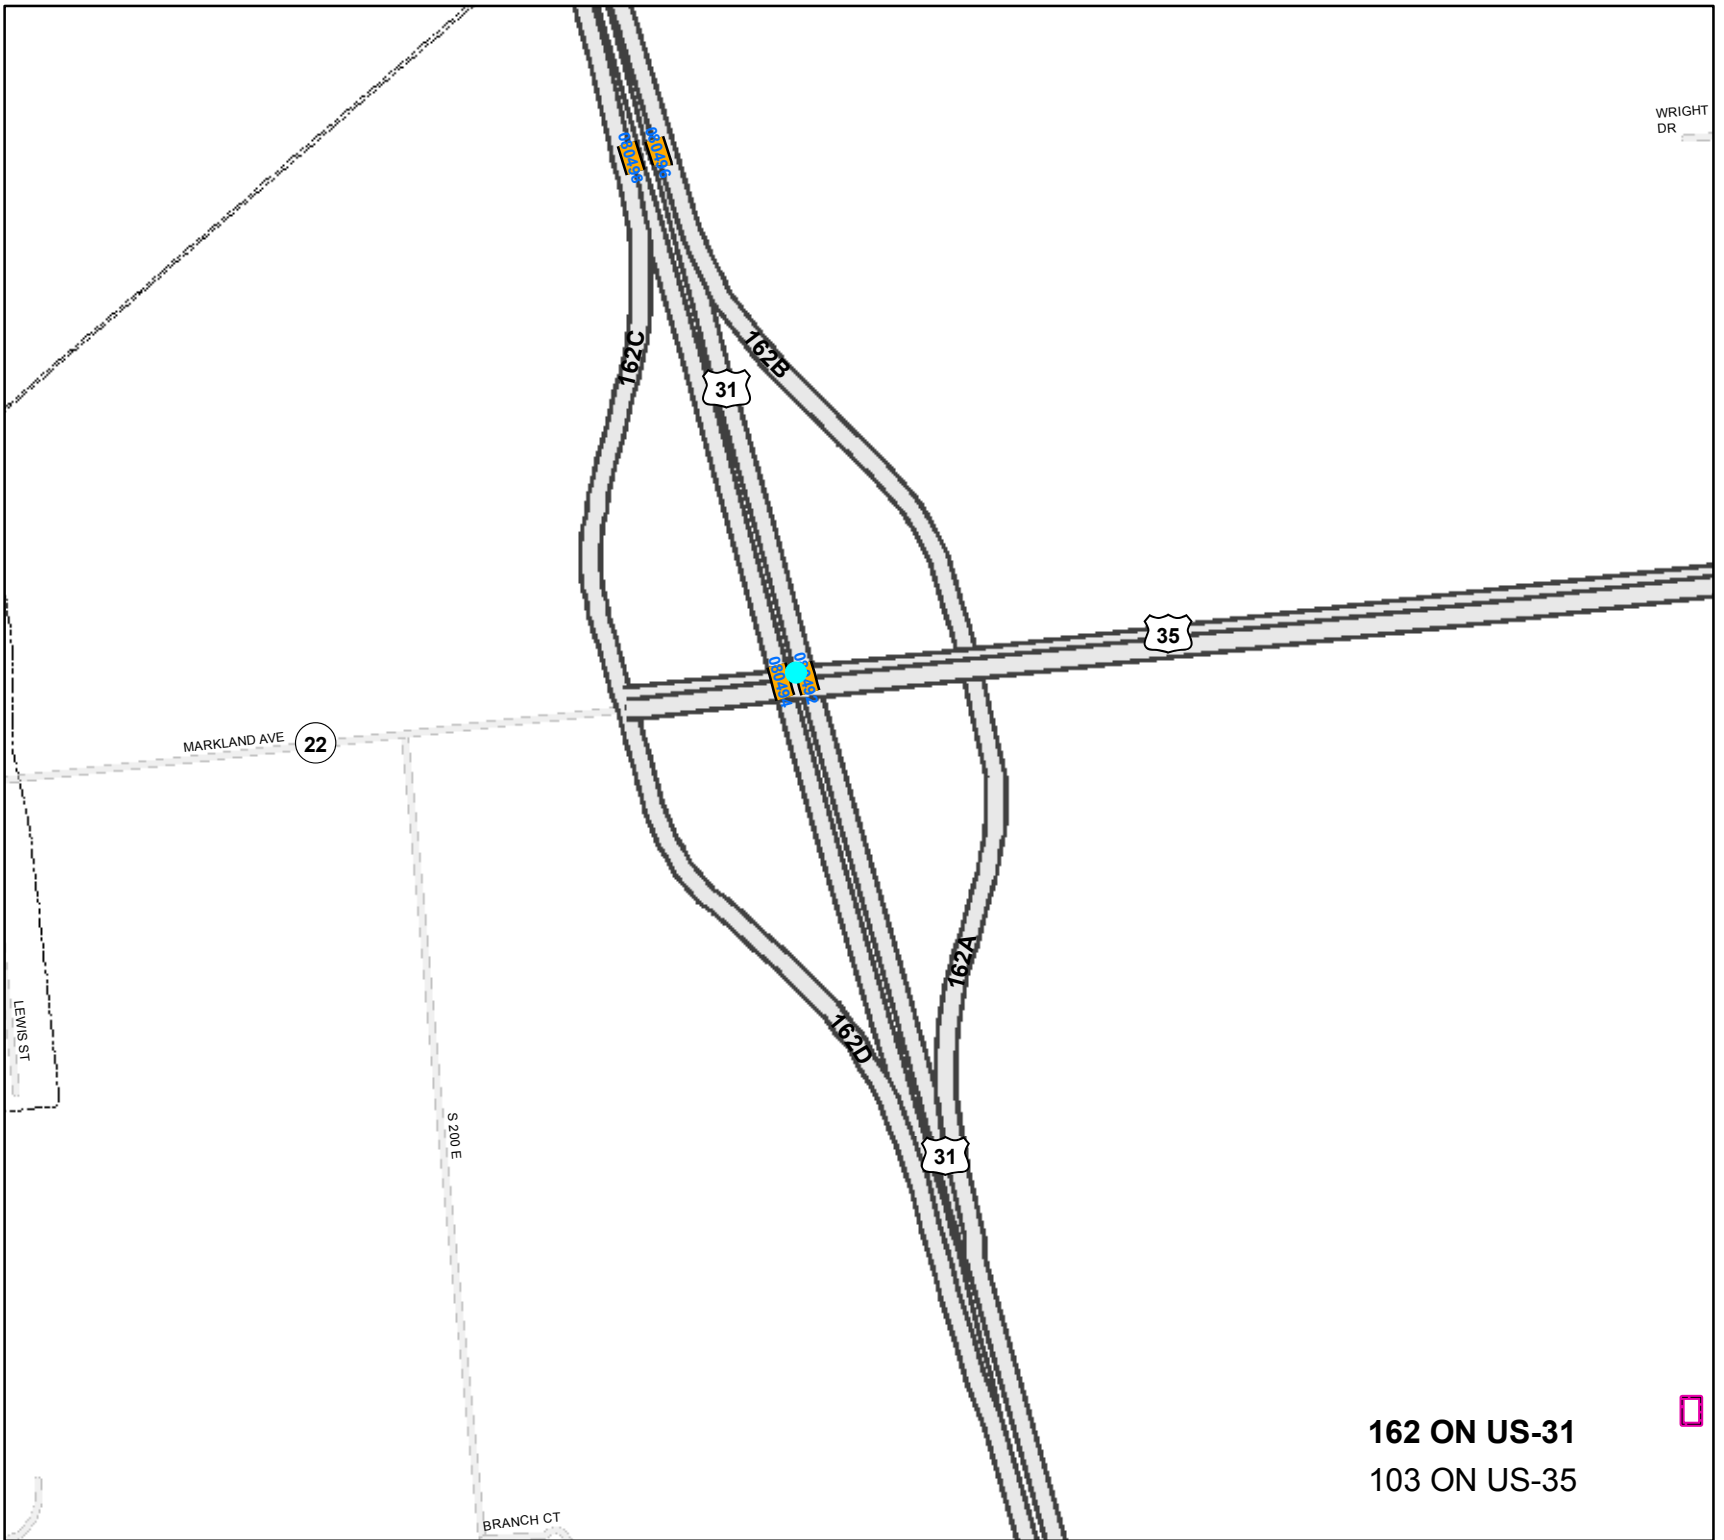 WRIGHT
DR
080496
162C
162B
31
35
MARKLAND AVE
22
162A
162D
LEWIS ST
S 200 E
31
162 ON US-31
103 ON US-35
BRANCH CT